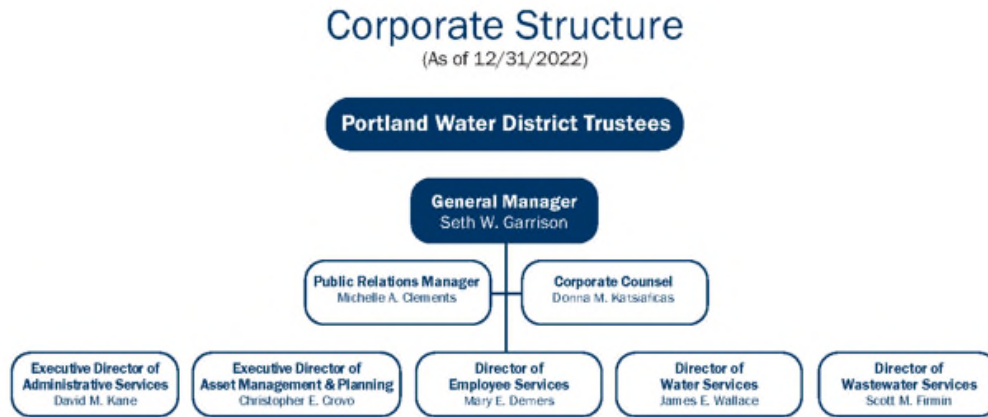 Corporate Structure
(As of 12/31/2022)
Portland Water District Trustees
General Manager
Seth W. Garrison
Public Relations Manager
Michelle A. Clements
Corporate Counsel
Donna M. Katsiaficas
Executive Director of
Administrative Services
David M. Kane
Executive Director of
Asset Management & Planning
Christopher E. Crovo
Director of
Employee Services
Mary E. Demers
Director of
Water Services
James E. Wallace
Director of
Wastewater Services
Scott M. Firmin